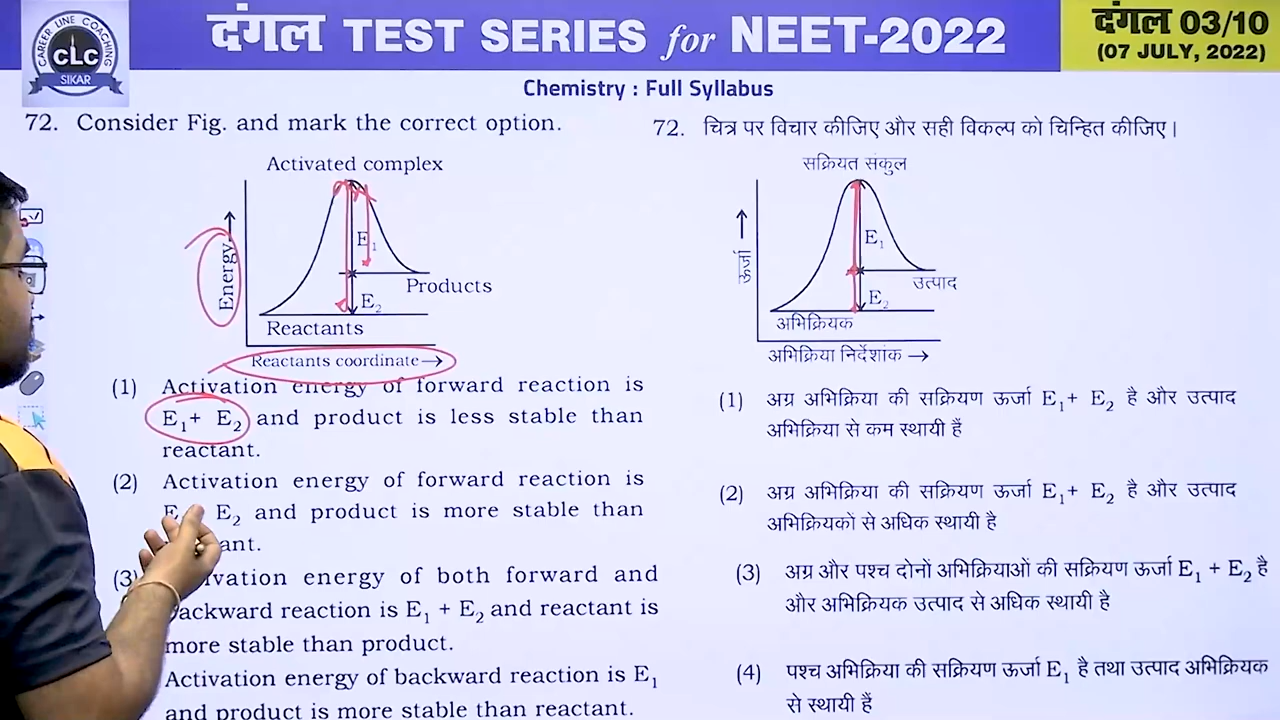 CAREER LINE COACHING
CLC
SIKAR
दंगल TEST SERIES for NEET-2022
दंगल 03/10
(07 JULY, 2022)
Chemistry : Full Syllabus
72. Consider Fig. and mark the correct option.
Activated complex
Energy
E₁
Products
E₂
Reactants
Reactants coordinate→
(1) Activation energy of forward reaction is
E₁+ E₂ and product is less stable than
reactant.
(2) Activation energy of forward reaction is
E₂ and product is more stable than
ant.
(3) vation energy of both forward and
backward reaction is E₁ + E₂ and reactant is
more stable than product.
Activation energy of backward reaction is E₁
and product is more stable than reactant.
72. चित्र पर विचार कीजिए और सही विकल्प को चिन्हित कीजिए।
सक्रियत संकुल
ऊर्जा
E₁
उत्पाद
E₂
अभिक्रियक
अभिक्रिया निर्देशांक →
(1) अग्र अभिक्रिया की सक्रियण ऊर्जा E₁+ E₂ है और उत्पाद
अभिक्रिया से कम स्थायी हैं
(2) अग्र अभिक्रिया की सक्रियण ऊर्जा E₁+ E₂ है और उत्पाद
अभिक्रियकों से अधिक स्थायी है
(3) अग्र और पश्च दोनों अभिक्रियाओं की सक्रियण ऊर्जा E₁ + E₂ है
और अभिक्रियक उत्पाद से अधिक स्थायी है
(4) पश्च अभिक्रिया की सक्रियण ऊर्जा E₁ है तथा उत्पाद अभिक्रियक
से स्थायी हैं